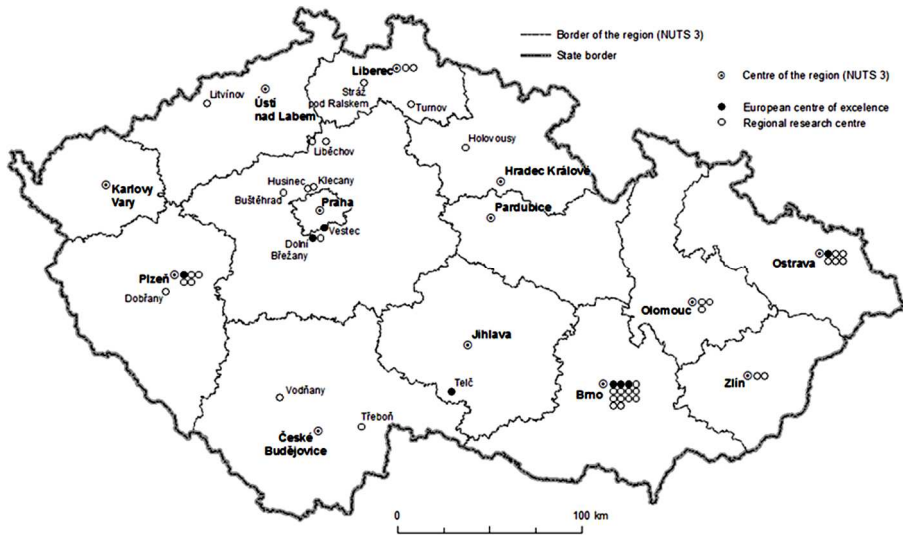 Border of the region (NUTS 3)
State border
Centre of the region (NUTS 3)
European centre of excelence
Regional research centre
Liberec
Stráž
pod Ralskem
Turnov
Litvínov
Ústí
nad Labem
Liběchov
Holovousy
Hradec Králové
Pardubice
Karlovy
Vary
Husinec
Klecany
Buštěhrad
Praha
Vestec
Dolní
Břežany
Plzeň
Dobřany
Ostrava
Olomouc
Jihlava
Telč
Brno
Zlín
Vodňany
Třeboň
České
Budějovice
0 100 km